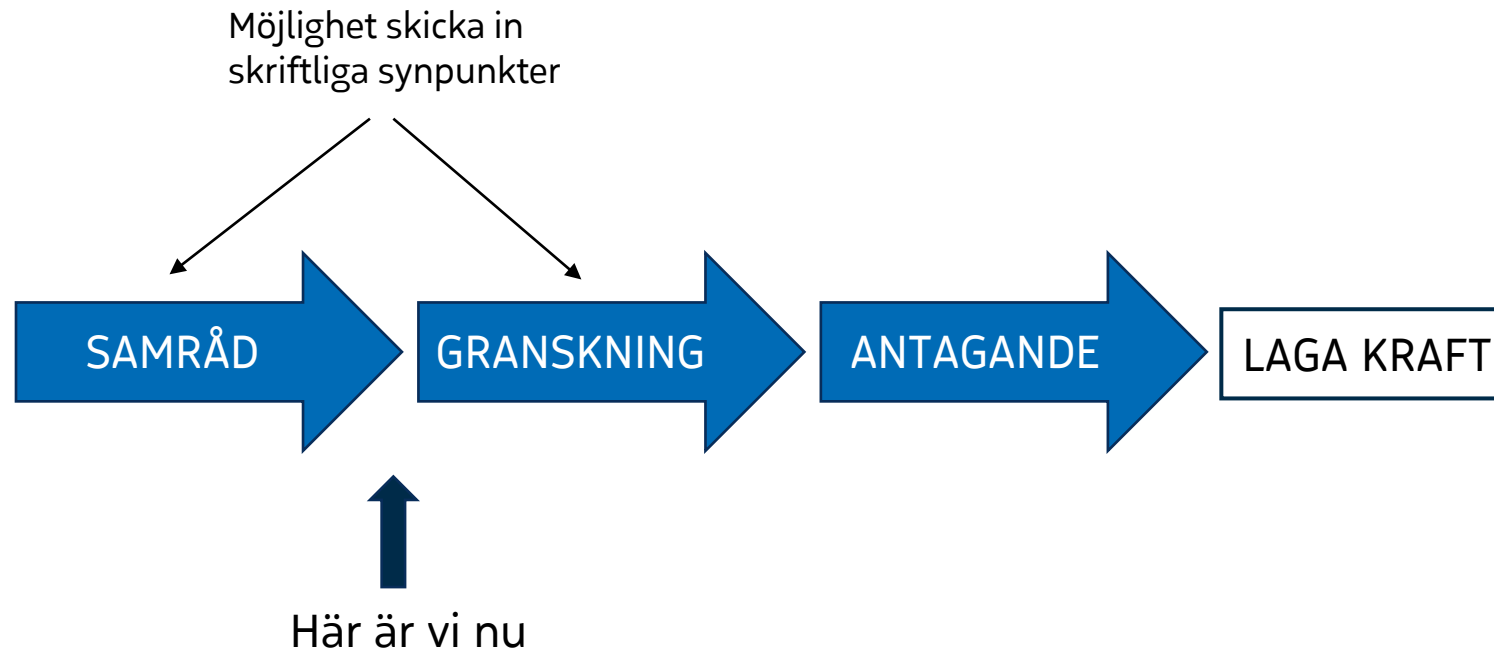 Möjlighet skicka in
skriftliga synpunkter
SAMRÅD
GRANSKNING
ANTAGANDE
LAGA KRAFT
Här är vi nu